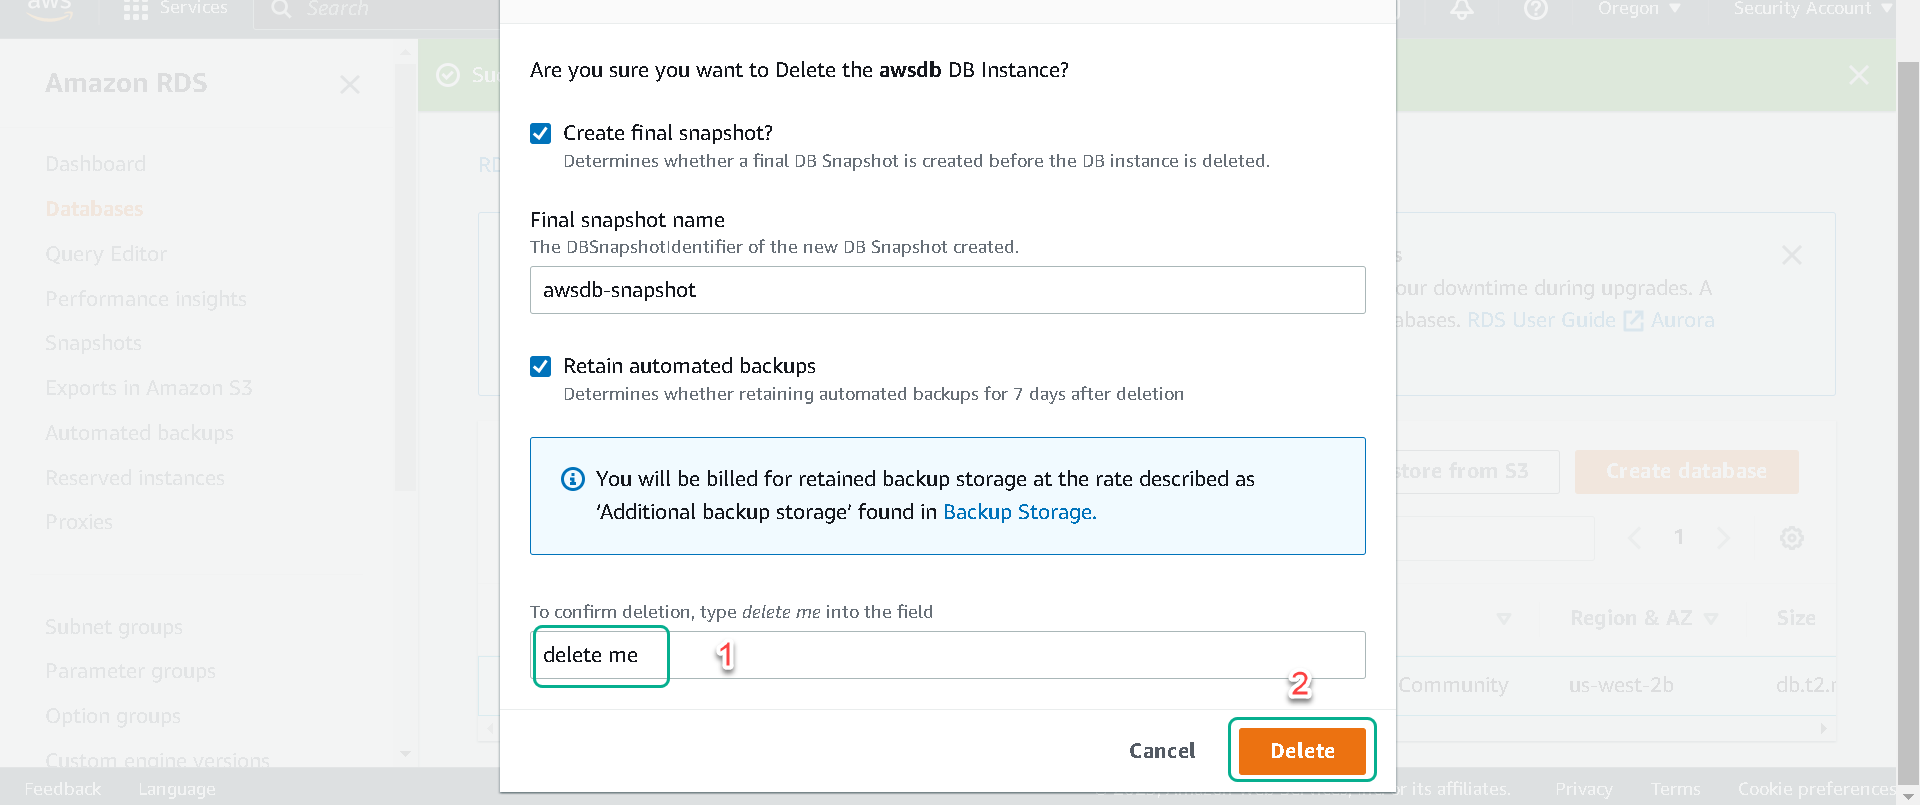 aws
Services
Search
Oregon
Security Account
Amazon RDS
Dashboard
Databases
Query Editor
Performance insights
Snapshots
Exports in Amazon S3
Automated backups
Reserved instances
Proxies
Subnet groups
Parameter groups
Option groups
Custom engine versions
Are you sure you want to Delete the awsdb DB Instance?
Create final snapshot?
Determines whether a final DB Snapshot is created before the DB instance is deleted.
Final snapshot name
The DBSnapshotIdentifier of the new DB Snapshot created.
awsdb-snapshot
Retain automated backups
Determines whether retaining automated backups for 7 days after deletion
You will be billed for retained backup storage at the rate described as
‘Additional backup storage’ found in Backup Storage.
To confirm deletion, type delete me into the field
delete me
1
2
Cancel
Delete
our downtime during upgrades. A
abases. RDS User Guide Aurora
store from S3
Create database
1
Region & AZ
Size
Community
us-west-2b
db.t2.
Feedback
Language
or its affiliates.
Privacy
Terms
Cookie preferences